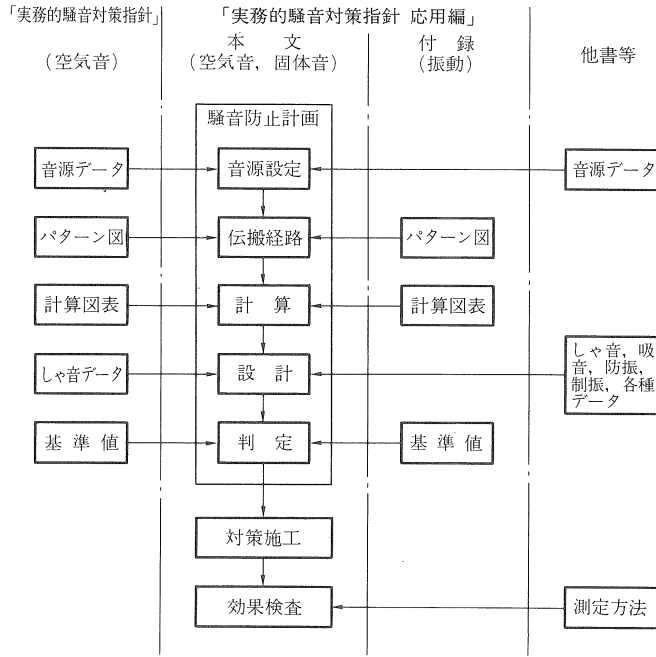 「実務的騒音対策指針」
「実務的騒音対策指針 応用編」
(空気音)
本 文
(空気音，固体音)
付 録
(振動)
他書等
騒音防止計画
音源データ
音源設定
音源データ
パターン図
伝搬経路
パターン図
計算図表
計 算
計算図表
しゃ音データ
設 計
しゃ音，吸
音，防振，
制振，各種
データ
基 準 値
判 定
基 準 値
対策施工
効果検査
測定方法